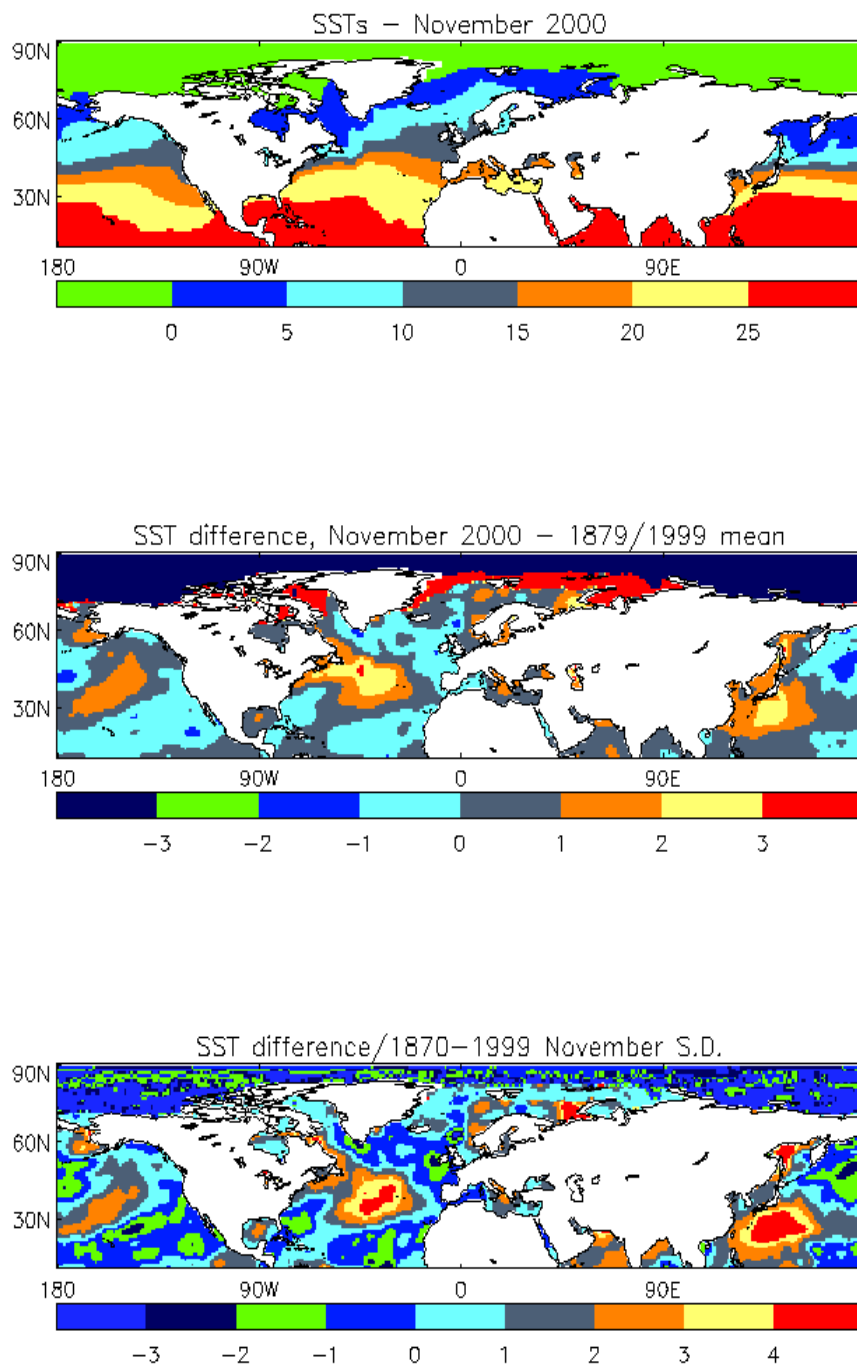 SSTs – November 2000
90N
60N
30N
180 90W 0 90E
0 5 10 15 20 25
SST difference, November 2000 – 1879/1999 mean
90N
60N
30N
180 90W 0 90E
−3 −2 −1 0 1 2 3
SST difference/1870–1999 November S.D.
90N
60N
30N
180 90W 0 90E
−3 −2 −1 0 1 2 3 4